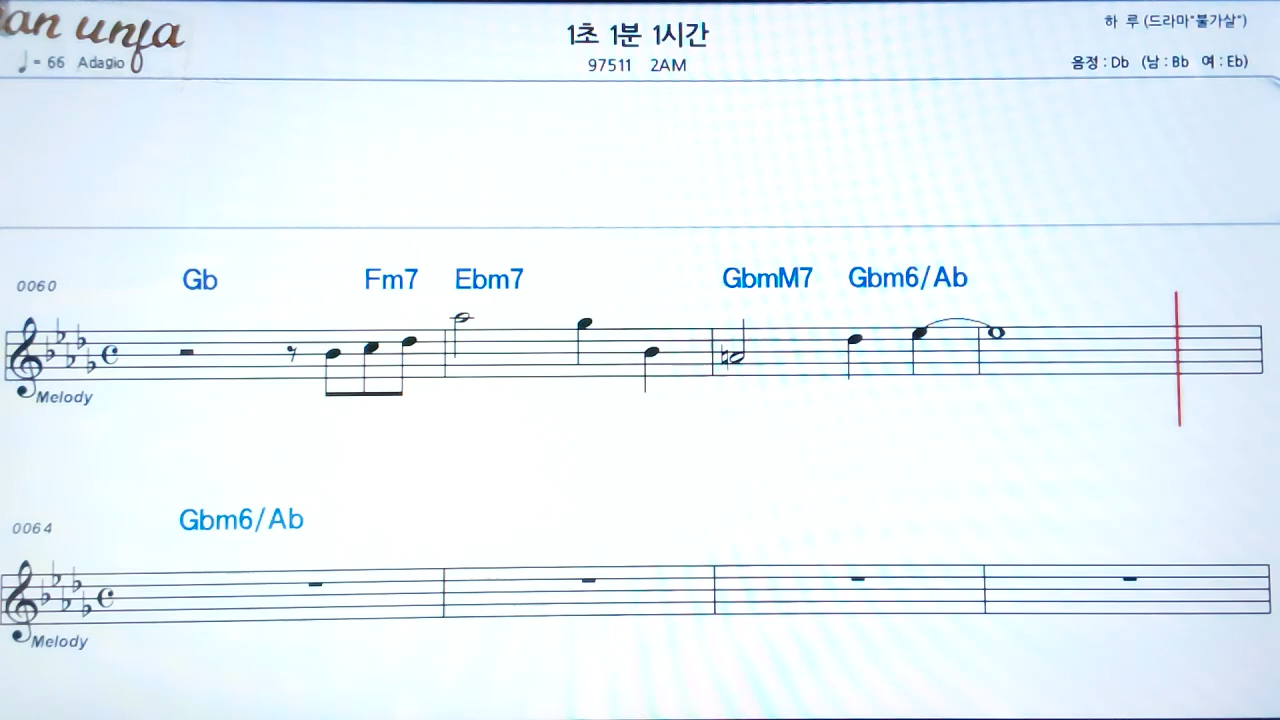 an unfa
♩ = 66 Adagio
1초 1분 1시간
97511 2AM
하 루 (드라마"불가살")
음정 : Db (남 : Bb 여 : Eb)
0060 Gb Fm7 Ebm7 GbmM7 Gbm6/Ab
Melody
0064 Gbm6/Ab
Melody